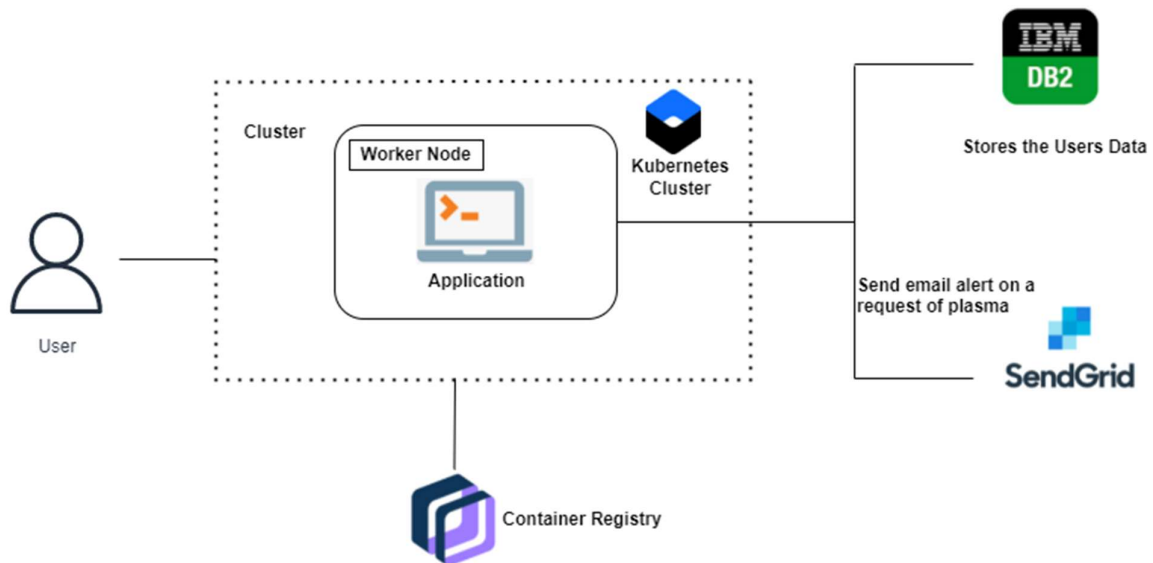 Cluster
Worker Node
Application
Kubernetes
Cluster
IBM
DB2
Stores the Users Data
User
Send email alert on a
request of plasma
SendGrid
Container Registry